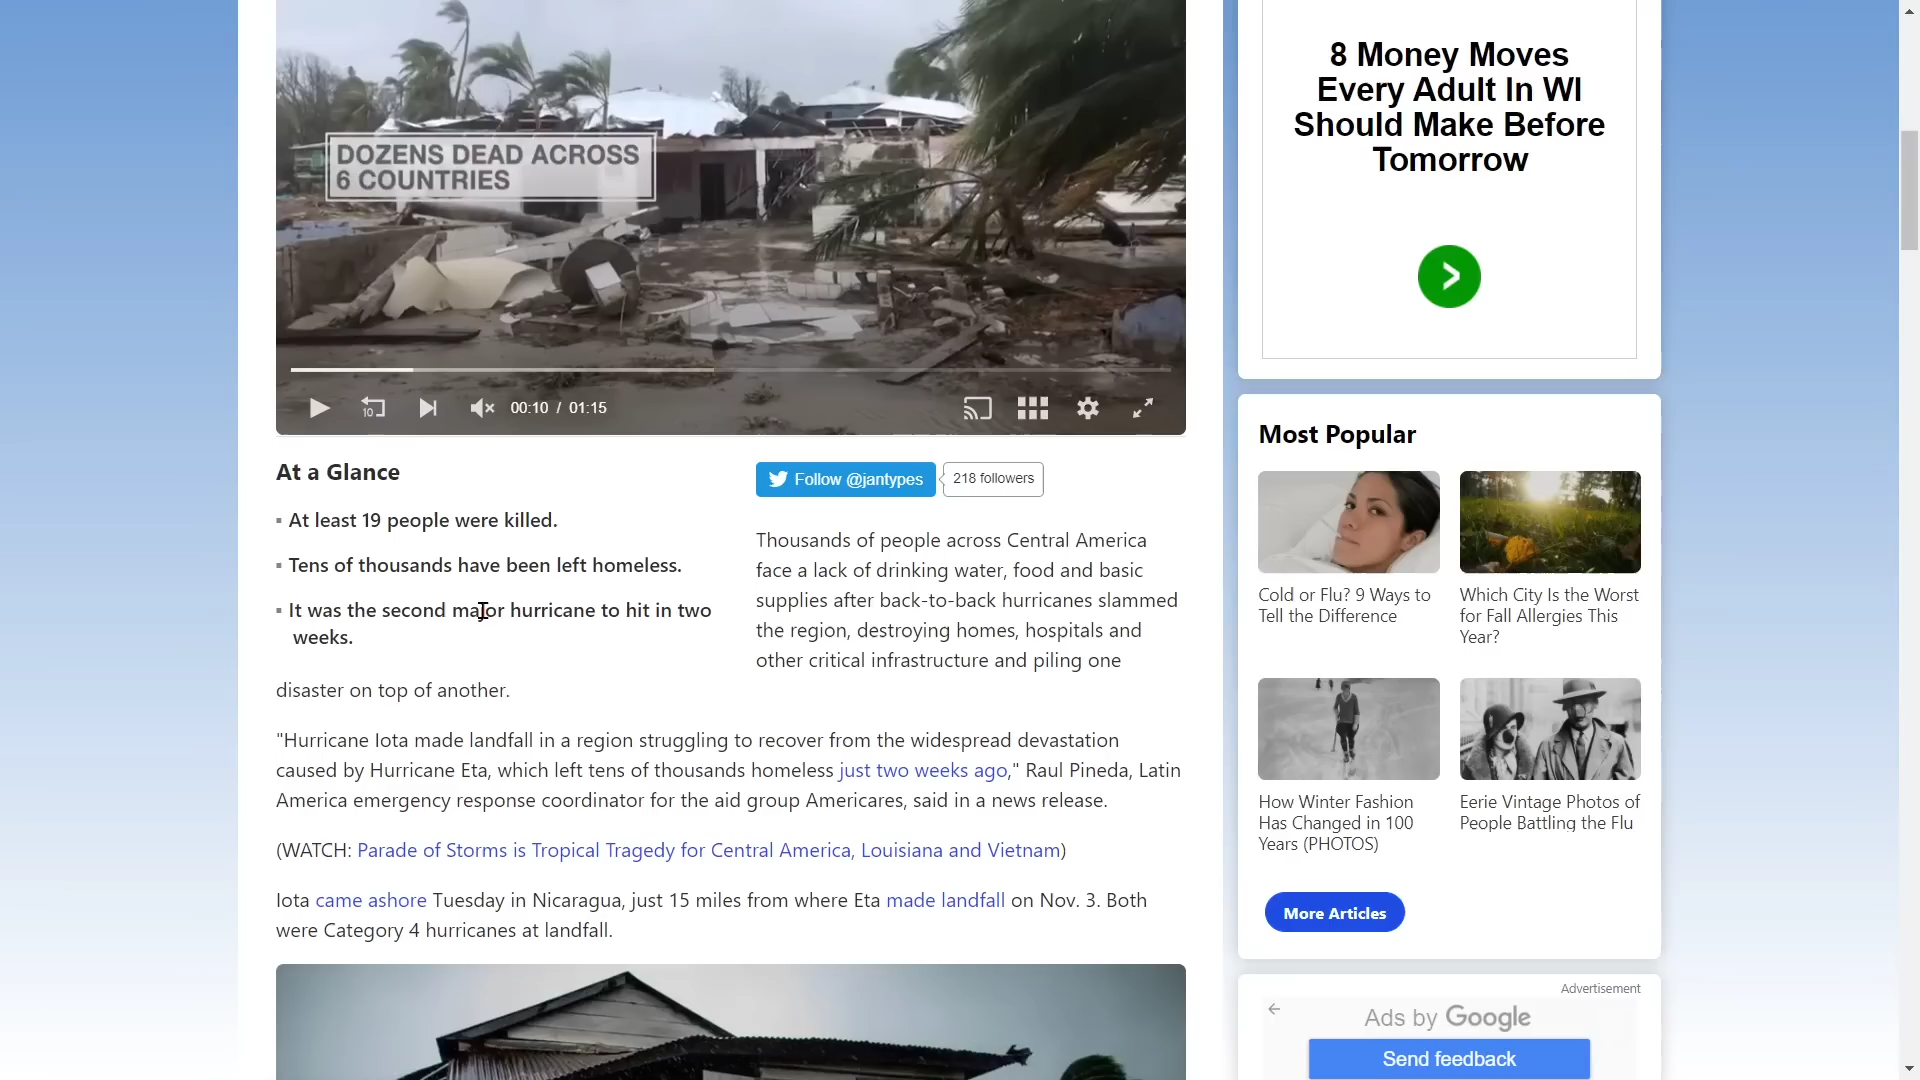 DOZENS DEAD ACROSS
6 COUNTRIES
10
00:10 / 01:15
At a Glance
▪ At least 19 people were killed.
▪ Tens of thousands have been left homeless.
▪ It was the second major hurricane to hit in two
weeks.
Follow @jantypes
218 followers
Thousands of people across Central America
face a lack of drinking water, food and basic
supplies after back-to-back hurricanes slammed
the region, destroying homes, hospitals and
other critical infrastructure and piling one
disaster on top of another.
"Hurricane Iota made landfall in a region struggling to recover from the widespread devastation
caused by Hurricane Eta, which left tens of thousands homeless just two weeks ago," Raul Pineda, Latin
America emergency response coordinator for the aid group Americares, said in a news release.
(WATCH: Parade of Storms is Tropical Tragedy for Central America, Louisiana and Vietnam)
Iota came ashore Tuesday in Nicaragua, just 15 miles from where Eta made landfall on Nov. 3. Both
were Category 4 hurricanes at landfall.
8 Money Moves
Every Adult In WI
Should Make Before
Tomorrow
Most Popular
Cold or Flu? 9 Ways to
Tell the Difference
Which City Is the Worst
for Fall Allergies This
Year?
How Winter Fashion
Has Changed in 100
Years (PHOTOS)
Eerie Vintage Photos of
People Battling the Flu
More Articles
Advertisement
Ads by Google
Send feedback